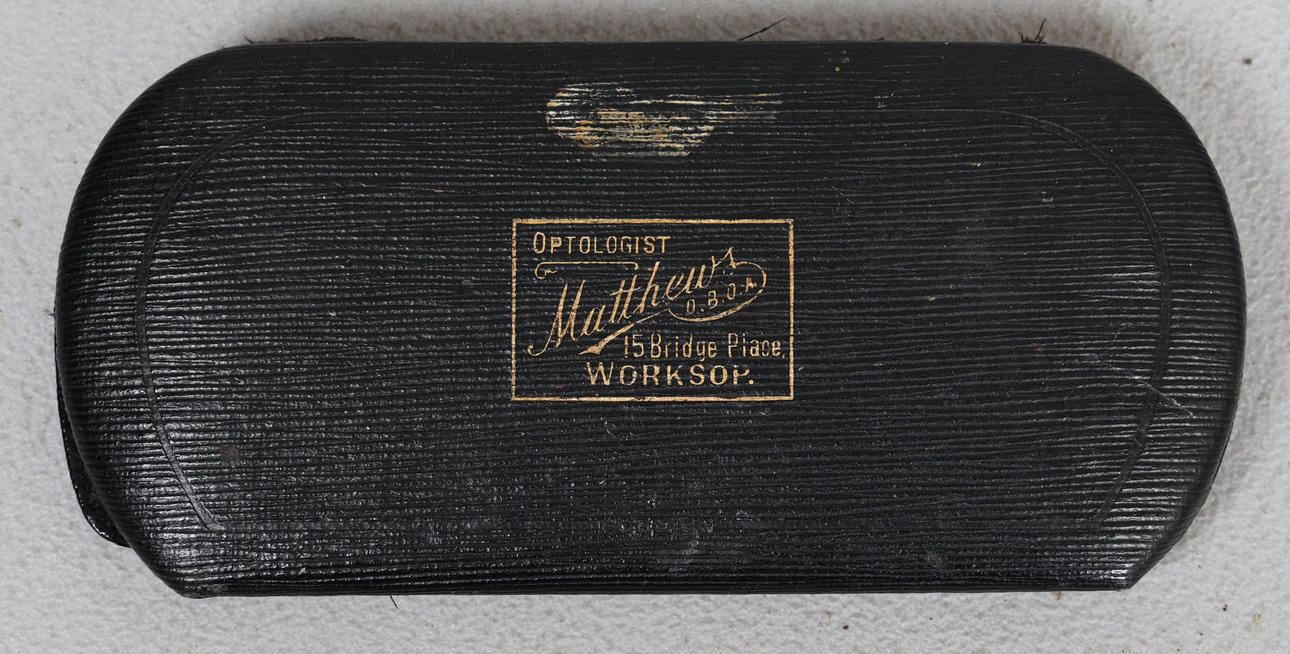 OPTOLOGIST
Matthews
D.B.O.A.
15 Bridge Place,
WORKSOP.